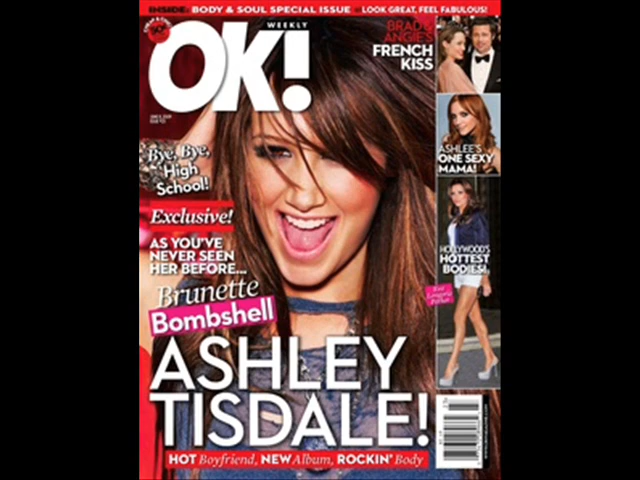 INSIDE: BODY & SOUL SPECIAL ISSUE LOOK GREAT, FEEL FABULOUS!
WEEKLY
OK!
BRAD &
ANGIE'S
FRENCH
KISS
ASHLEE'S
ONE SEXY
MAMA!
Bye, Bye,
High
School!
Exclusive!
AS YOU'VE
NEVER SEEN
HER BEFORE...
Brunette
Bombshell
HOLLYWOOD'S
HOTTEST
BODIES!
ASHLEY
TISDALE!
HOT Boyfriend, NEW Album, ROCKIN' Body